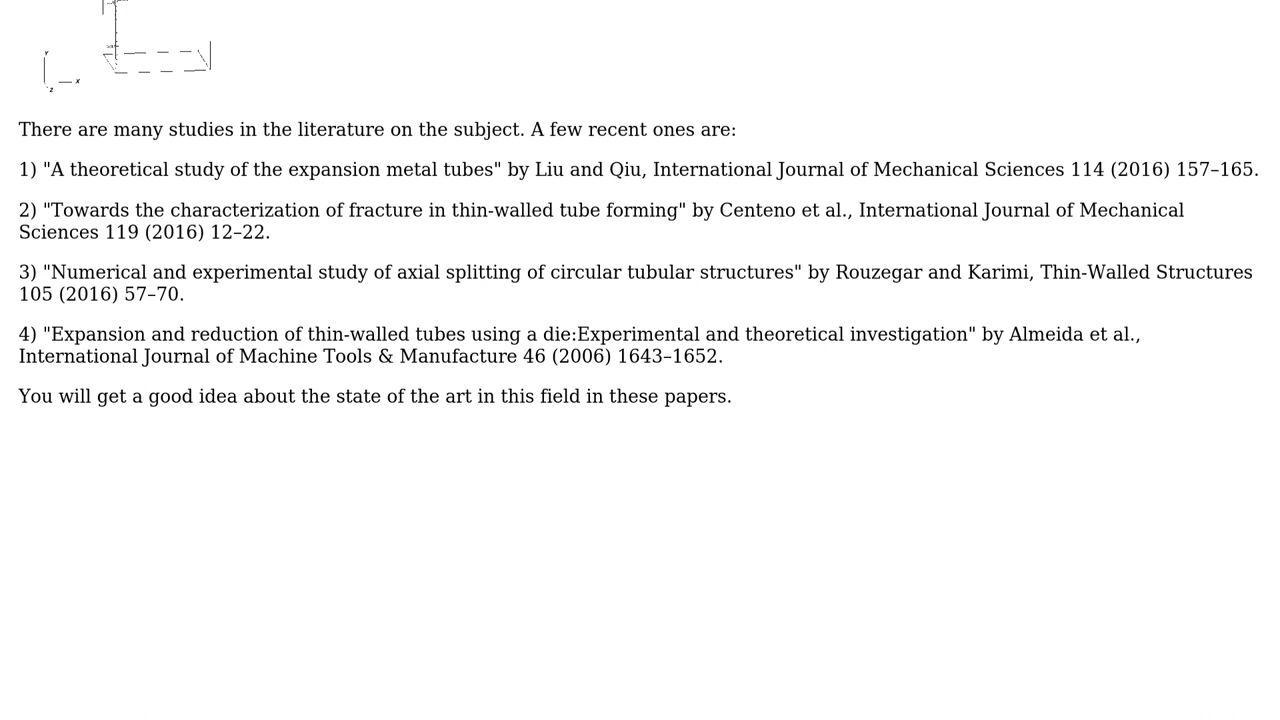 Y
X
Z
There are many studies in the literature on the subject. A few recent ones are:
1) "A theoretical study of the expansion metal tubes" by Liu and Qiu, International Journal of Mechanical Sciences 114 (2016) 157–165.
2) "Towards the characterization of fracture in thin-walled tube forming" by Centeno et al., International Journal of Mechanical
Sciences 119 (2016) 12–22.
3) "Numerical and experimental study of axial splitting of circular tubular structures" by Rouzegar and Karimi, Thin-Walled Structures
105 (2016) 57–70.
4) "Expansion and reduction of thin-walled tubes using a die:Experimental and theoretical investigation" by Almeida et al.,
International Journal of Machine Tools & Manufacture 46 (2006) 1643–1652.
You will get a good idea about the state of the art in this field in these papers.